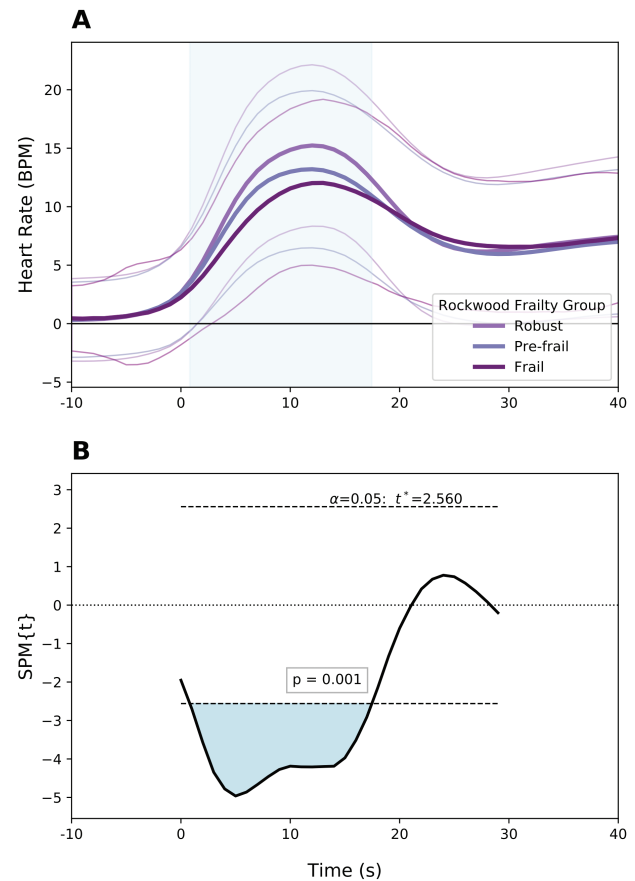 A
Heart Rate (BPM)
20
15
10
5
0
−5
Rockwood Frailty Group
Robust
Pre-frail
Frail
-10 0 10 20 30 40
B
SPM{t}
3
2
1
0
−1
−2
−3
−4
−5
α=0.05: t*=2.560
p = 0.001
-10 0 10 20 30 40
Time (s)